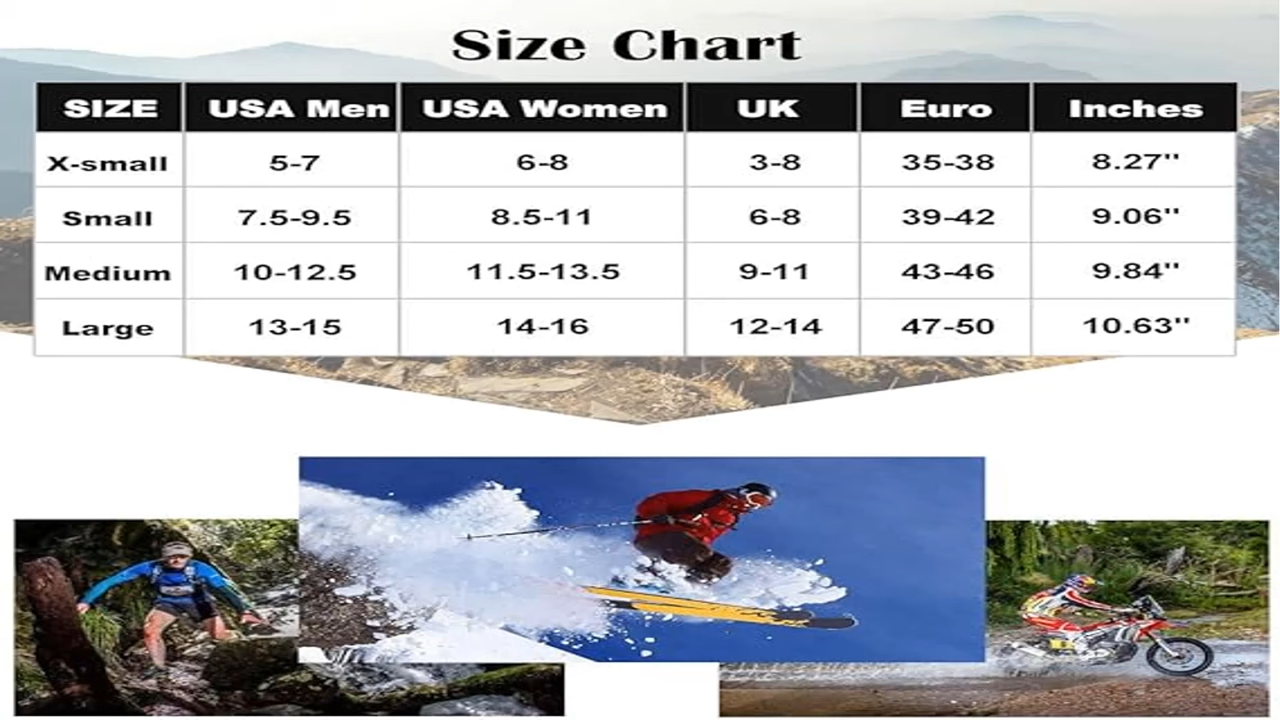 Size Chart
SIZE USA Men USA Women UK Euro Inches
X-small 5-7 6-8 3-8 35-38 8.27''
Small 7.5-9.5 8.5-11 6-8 39-42 9.06''
Medium 10-12.5 11.5-13.5 9-11 43-46 9.84''
Large 13-15 14-16 12-14 47-50 10.63''